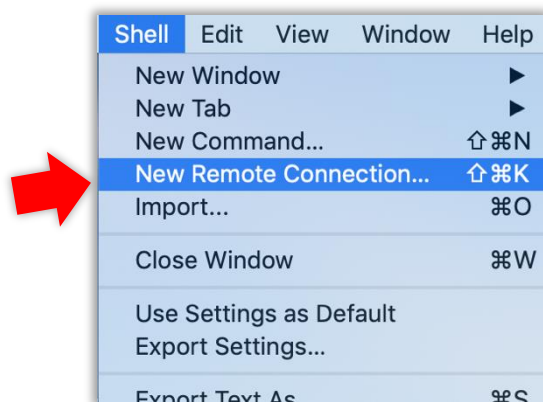 Shell Edit View Window Help
New Window ▶
New Tab ▶
New Command... ⇧⌘N
New Remote Connection... ⇧⌘K
Import... ⌘O
Close Window ⌘W
Use Settings as Default
Export Settings...
Export Text As ⌘S